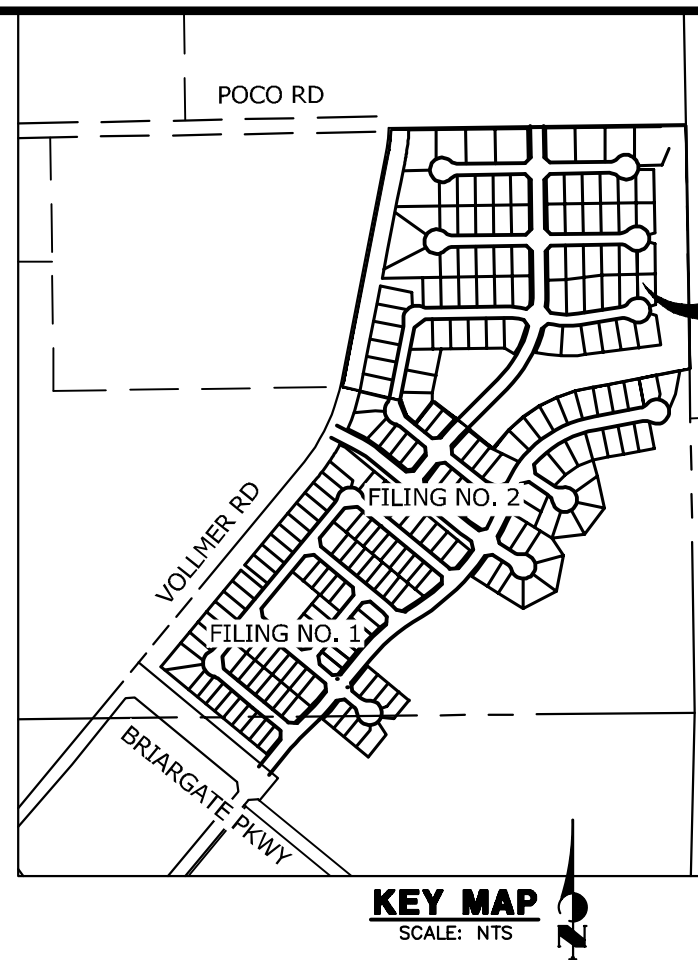 POCO RD
FILING NO. 2
VOLLMER RD
FILING NO. 1
BRIARGATE PKWY
KEY MAP
SCALE: NTS
N